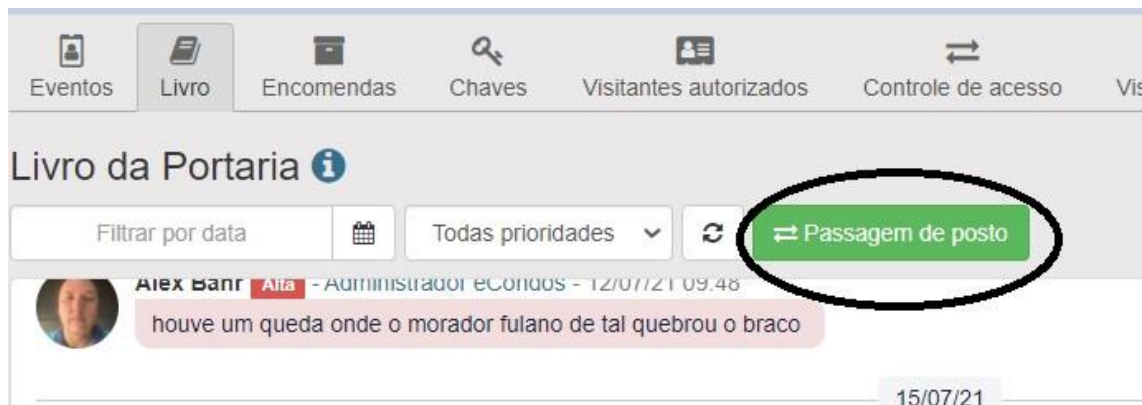 Eventos Livro Encomendas Chaves Visitantes autorizados Controle de acesso Vis
Livro da Portaria
Filtrar por data Todas prioridades Passagem de posto
Alex Bahr Alta - Administrador eCondos - 12/07/21 09:48
houve um queda onde o morador fulano de tal quebrou o braco
15/07/21